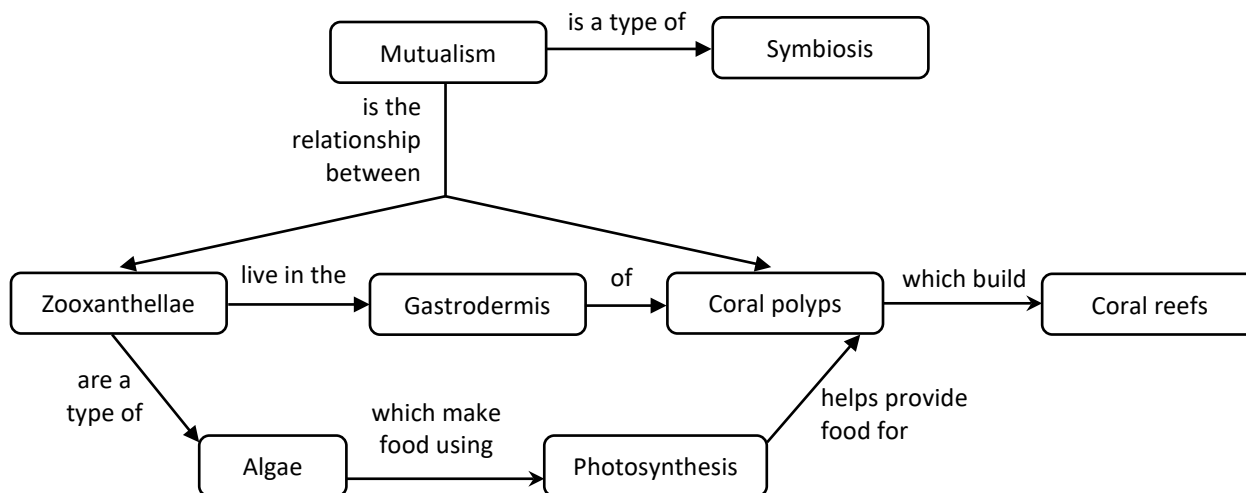 Mutualism
is a type of
Symbiosis
is the
relationship
between
Zooxanthellae
live in the
Gastrodermis
of
Coral polyps
which build
Coral reefs
are a
type of
Algae
which make
food using
Photosynthesis
helps provide
food for